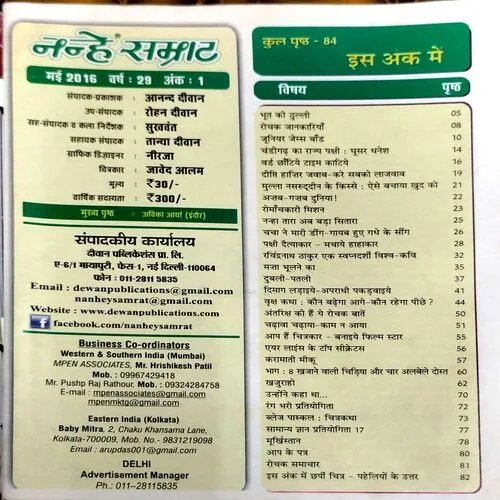 नन्हे सम्राट
मई 2016 वर्ष : 29 अंक : 1
संपादक-प्रकाशक : आनन्द दीवान
उप-संपादक : रोहन दीवान
सह-संपादक व कला निर्देशक : सुखवंत
सहायक संपादक : तान्या दीवान
ग्राफिक डिज़ाइनर : नीरजा
चित्रकार : जावेद आलम
मूल्य : ₹30/-
वार्षिक सदस्यता : ₹300/-
मुख्य पृष्ठ : अविका आर्या (इंदौर)
संपादकीय कार्यालय
दीवान पब्लिकेशंस प्रा. लि.
ए-6/1 मायापुरी, फेस-1, नई दिल्ली-110064
फोन : 011-2811 5835
Email : dewanpublications@gmail.com
nanheysamrat@gmail.com
Website : www.dewanpublications.com
f facebook.com/nanheysamrat
Business Co-ordinators
Western & Southern India (Mumbai)
MPEN ASSOCIATES, Mr. Hrishikesh Patil
Mob. : 09967429418
Mr. Pushp Raj Rathour, Mob. : 09324284758
E-mail : mpenassociates@gmail.com
mpenmktg@gmail.com
Eastern India (Kolkata)
Baby Mitra, 2, Chaku Khansama Lane,
Kolkata-700009, Mob. No.- 9831219098
Email : arupdas001@gmail.com
DELHI
Advertisement Manager
Ph.: 011–28115835
कुल पृष्ठ - 84
इस अंक में
विषय पृष्ठ
भूत की ठुल्ली 05
रोचक जानकारियाँ 08
जूनियर जेम्स बाँड 10
चंडीगढ़ का राज्य पक्षी : धूसर धनेश 14
वर्ड छाँटिये टाइम काटिये 16
दीप्ति हाज़िर जवाब-करे सबको लाजवाब 19
मुल्ला नसरुद्दीन के किस्से : ऐसे बचाया खुद को 21
अज़ब-गजब दुनिया! 22
रोमाँचकारी मिशन 23
नन्हा तारा अब बड़ा सितारा 25
चचा ने मारी डींग-गायब हुए गधे के सींग 26
पक्षी दैत्याकार - मचाये हाहाकार 28
रविंद्रनाथ ठाकुर एक स्वप्नदर्शी विश्व-कवि 32
मज़ा भूलने का 35
दुबली-पतली 37
दिमाग लड़ाइये-अपराधी पकड़वाइये 41
वृक्ष कथा : कौन बढ़ेगा आगे-कौन रहेगा पीछे ? 44
अंतरिक्ष की हैं ये रोचक बातें 50
चढ़ावा चढ़ाया-काम न आया 51
आप हैं चित्रकार - बनाइये फिल्म स्टार 55
एयर लाइंस के टॉप सीक्रेटस 56
करामाती मीकू 57
भाग : 8 खजाने वाली चिड़िया और चार अलबेले दोस्त 60
खजुराहो 62
उन्होंने कहा था... 70
रंग भरो प्रतियोगिता 72
ब्लेज पास्कल : चित्रकथा 73
सामान्य ज्ञान प्रतियोगिता 17 77
मूर्खिस्तान 78
आप के पत्र 80
रोचक समाचार 81
इस अंक में छपीं चित्र - पहेलियों के उत्तर 82